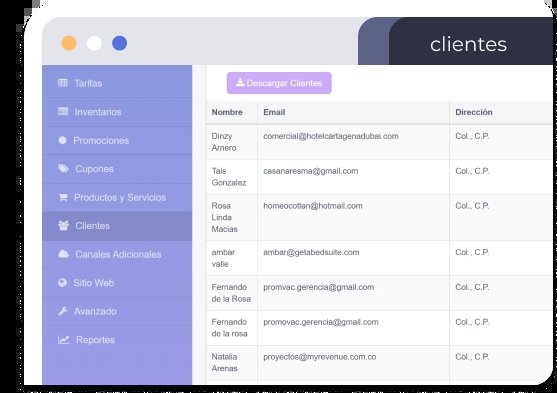 clientes
Tarifas
Inventarios
Promociones
Cupones
Productos y Servicios
Clientes
Canales Adicionales
Sitio Web
Avanzado
Reportes
Descargar Clientes
Nombre Email Dirección
Dinzy comercial@hotelcartagenadubai.com Col., C.P.
Arnero
Tais casanaresma@gmail.com Col., C.P.
Gonzalez
Rosa homeocotlan@hotmail.com Col., C.P.
Linda
Macias
ambar ambar@getabedsuite.com Col., C.P.
valle
Fernando promvac.gerencia@gmail.com Col., C.P.
de la Rosa
Fernando promovac.gerencia@gmail.com Col., C.P.
de la rosa
Natalia proyectos@myrevenue.com.co Col., C.P.
Arenas